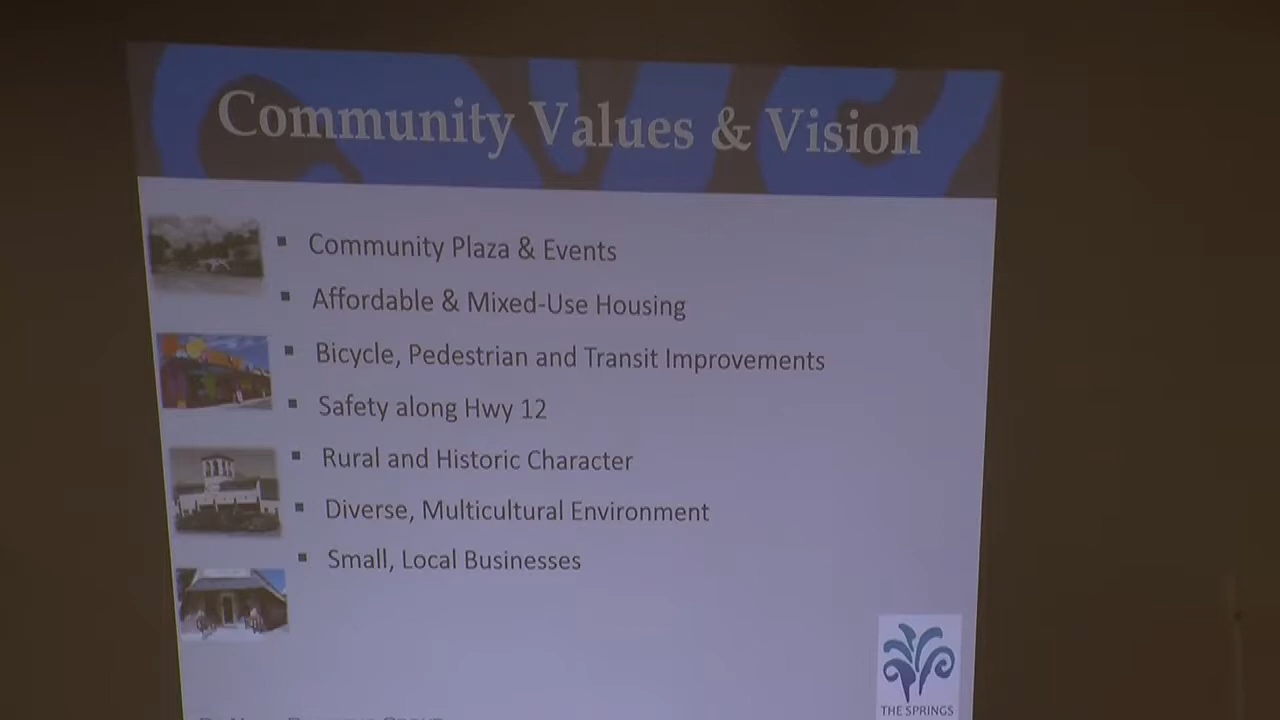 Community Values & Vision
Community Plaza & Events
Affordable & Mixed-Use Housing
Bicycle, Pedestrian and Transit Improvements
Safety along Hwy 12
Rural and Historic Character
Diverse, Multicultural Environment
Small, Local Businesses
THE SPRINGS